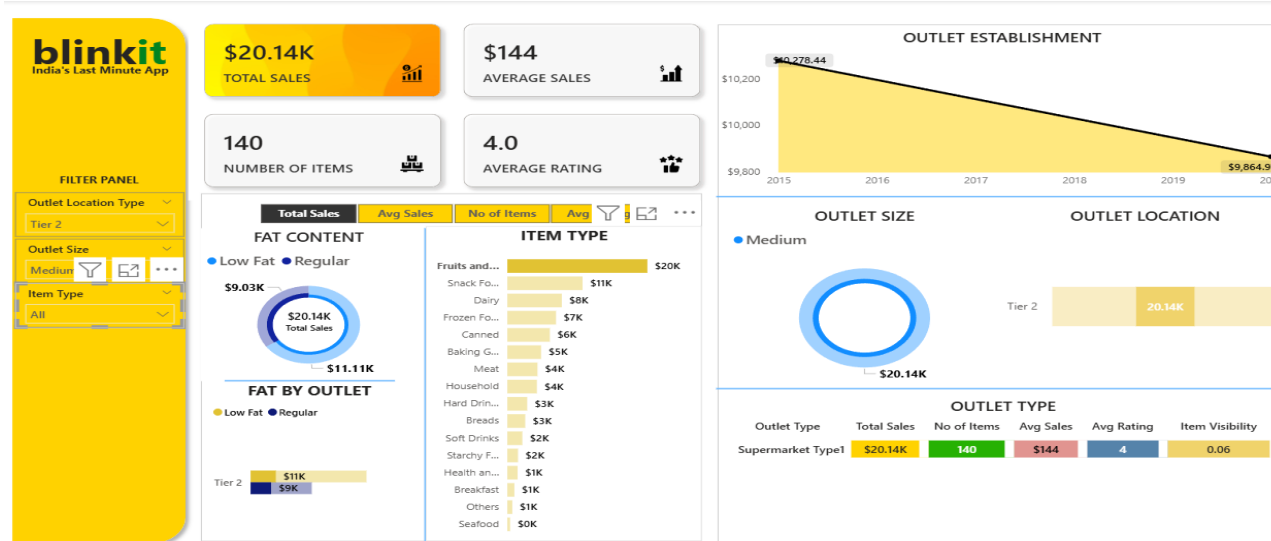 blinkit
India's Last Minute App
FILTER PANEL
Outlet Location Type
Tier 2
Outlet Size
Medium
Item Type
All
$20.14K
TOTAL SALES
$144
AVERAGE SALES
140
NUMBER OF ITEMS
4.0
AVERAGE RATING
Total Sales
Avg Sales
No of Items
Avg
FAT CONTENT
Low Fat
Regular
$9.03K
$20.14K
Total Sales
$11.11K
FAT BY OUTLET
Low Fat
Regular
Tier 2
$11K
$9K
ITEM TYPE
Fruits and... $20K
Snack Fo... $11K
Dairy $8K
Frozen Fo... $7K
Canned $6K
Baking G... $5K
Meat $4K
Household $4K
Hard Drin... $3K
Breads $3K
Soft Drinks $2K
Starchy F... $2K
Health an... $1K
Breakfast $1K
Others $1K
Seafood $0K
OUTLET ESTABLISHMENT
0,278.44
$10,200
$10,000
$9,800
$9,864.9
2015 2016 2017 2018 2019 20
OUTLET SIZE
Medium
$20.14K
OUTLET LOCATION
Tier 2
20.14K
OUTLET TYPE
Outlet Type Total Sales No of Items Avg Sales Avg Rating Item Visibility
Supermarket Type1 $20.14K 140 $144 4 0.06